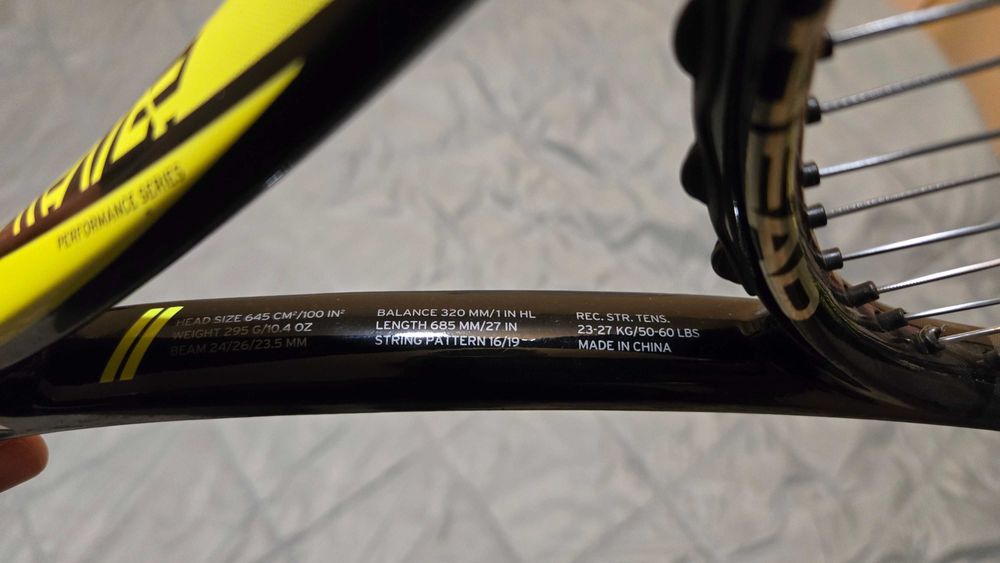 PERFORMANCE SERIES
HEAD SIZE 645 CM²/100 IN²
WEIGHT 295 G/10.4 OZ
BEAM 24/26/23.5 MM
BALANCE 320 MM/1 IN HL
LENGTH 685 MM/27 IN
STRING PATTERN 16/19
REC. STR. TENS.
23-27 KG/50-60 LBS
MADE IN CHINA